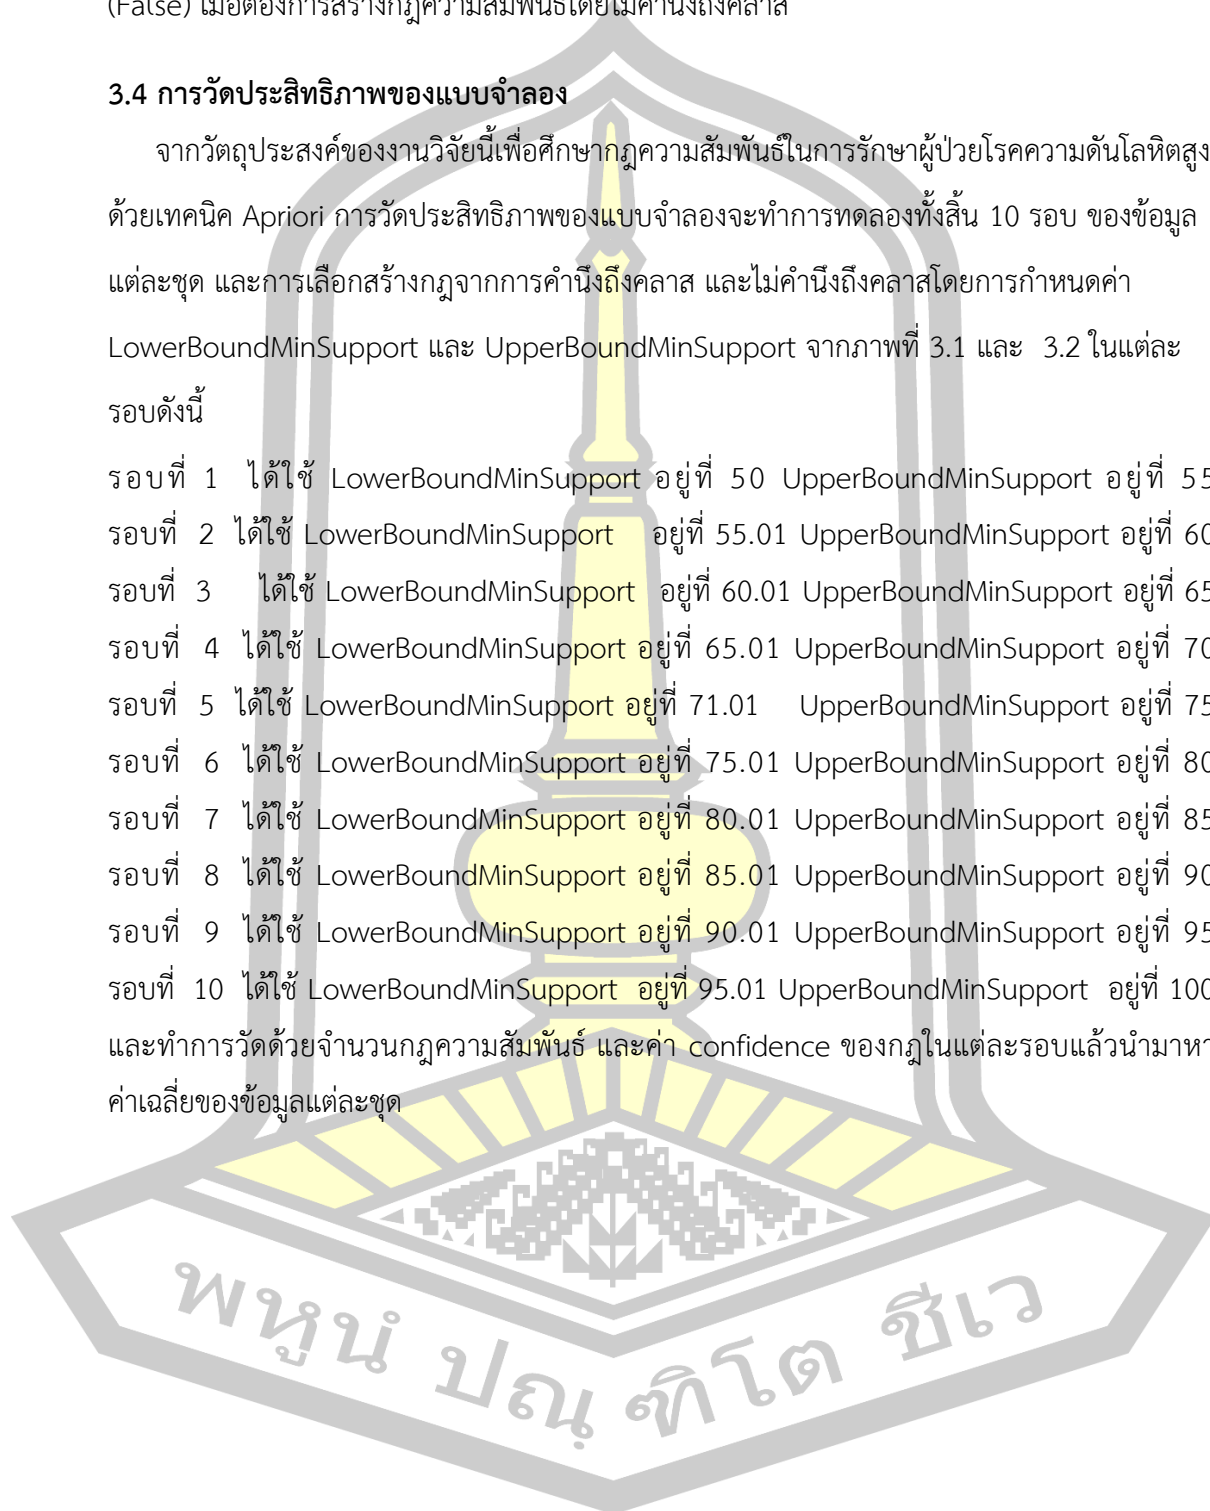 (False) เมื่อต้องการสร้างกฎความสัมพันธ์โดยไม่คำนึงถึงคลาส
3.4 การวัดประสิทธิภาพของแบบจำลอง
จากวัตถุประสงค์ของงานวิจัยนี้เพื่อศึกษากฎความสัมพันธ์ในการรักษาผู้ป่วยโรคความดันโลหิตสูง
ด้วยเทคนิค Apriori การวัดประสิทธิภาพของแบบจำลองจะทำการทดลองทั้งสิ้น 10 รอบ ของข้อมูล
แต่ละชุด และการเลือกสร้างกฎจากการคำนึงถึงคลาส และไม่คำนึงถึงคลาสโดยการกำหนดค่า
LowerBoundMinSupport และ UpperBoundMinSupport จากภาพที่ 3.1 และ 3.2 ในแต่ละ
รอบดังนี้
รอบที่ 1 ได้ใช้ LowerBoundMinSupport อยู่ที่ 50 UpperBoundMinSupport อยู่ที่ 55
รอบที่ 2 ได้ใช้ LowerBoundMinSupport อยู่ที่ 55.01 UpperBoundMinSupport อยู่ที่ 60
รอบที่ 3 ได้ใช้ LowerBoundMinSupport อยู่ที่ 60.01 UpperBoundMinSupport อยู่ที่ 65
รอบที่ 4 ได้ใช้ LowerBoundMinSupport อยู่ที่ 65.01 UpperBoundMinSupport อยู่ที่ 70
รอบที่ 5 ได้ใช้ LowerBoundMinSupport อยู่ที่ 71.01 UpperBoundMinSupport อยู่ที่ 75
รอบที่ 6 ได้ใช้ LowerBoundMinSupport อยู่ที่ 75.01 UpperBoundMinSupport อยู่ที่ 80
รอบที่ 7 ได้ใช้ LowerBoundMinSupport อยู่ที่ 80.01 UpperBoundMinSupport อยู่ที่ 85
รอบที่ 8 ได้ใช้ LowerBoundMinSupport อยู่ที่ 85.01 UpperBoundMinSupport อยู่ที่ 90
รอบที่ 9 ได้ใช้ LowerBoundMinSupport อยู่ที่ 90.01 UpperBoundMinSupport อยู่ที่ 95
รอบที่ 10 ได้ใช้ LowerBoundMinSupport อยู่ที่ 95.01 UpperBoundMinSupport อยู่ที่ 100
และทำการวัดด้วยจำนวนกฎความสัมพันธ์ และค่า confidence ของกฎในแต่ละรอบแล้วนำมาหา
ค่าเฉลี่ยของข้อมูลแต่ละชุด
พหูนํ ปณฺฑิโต ชีเว